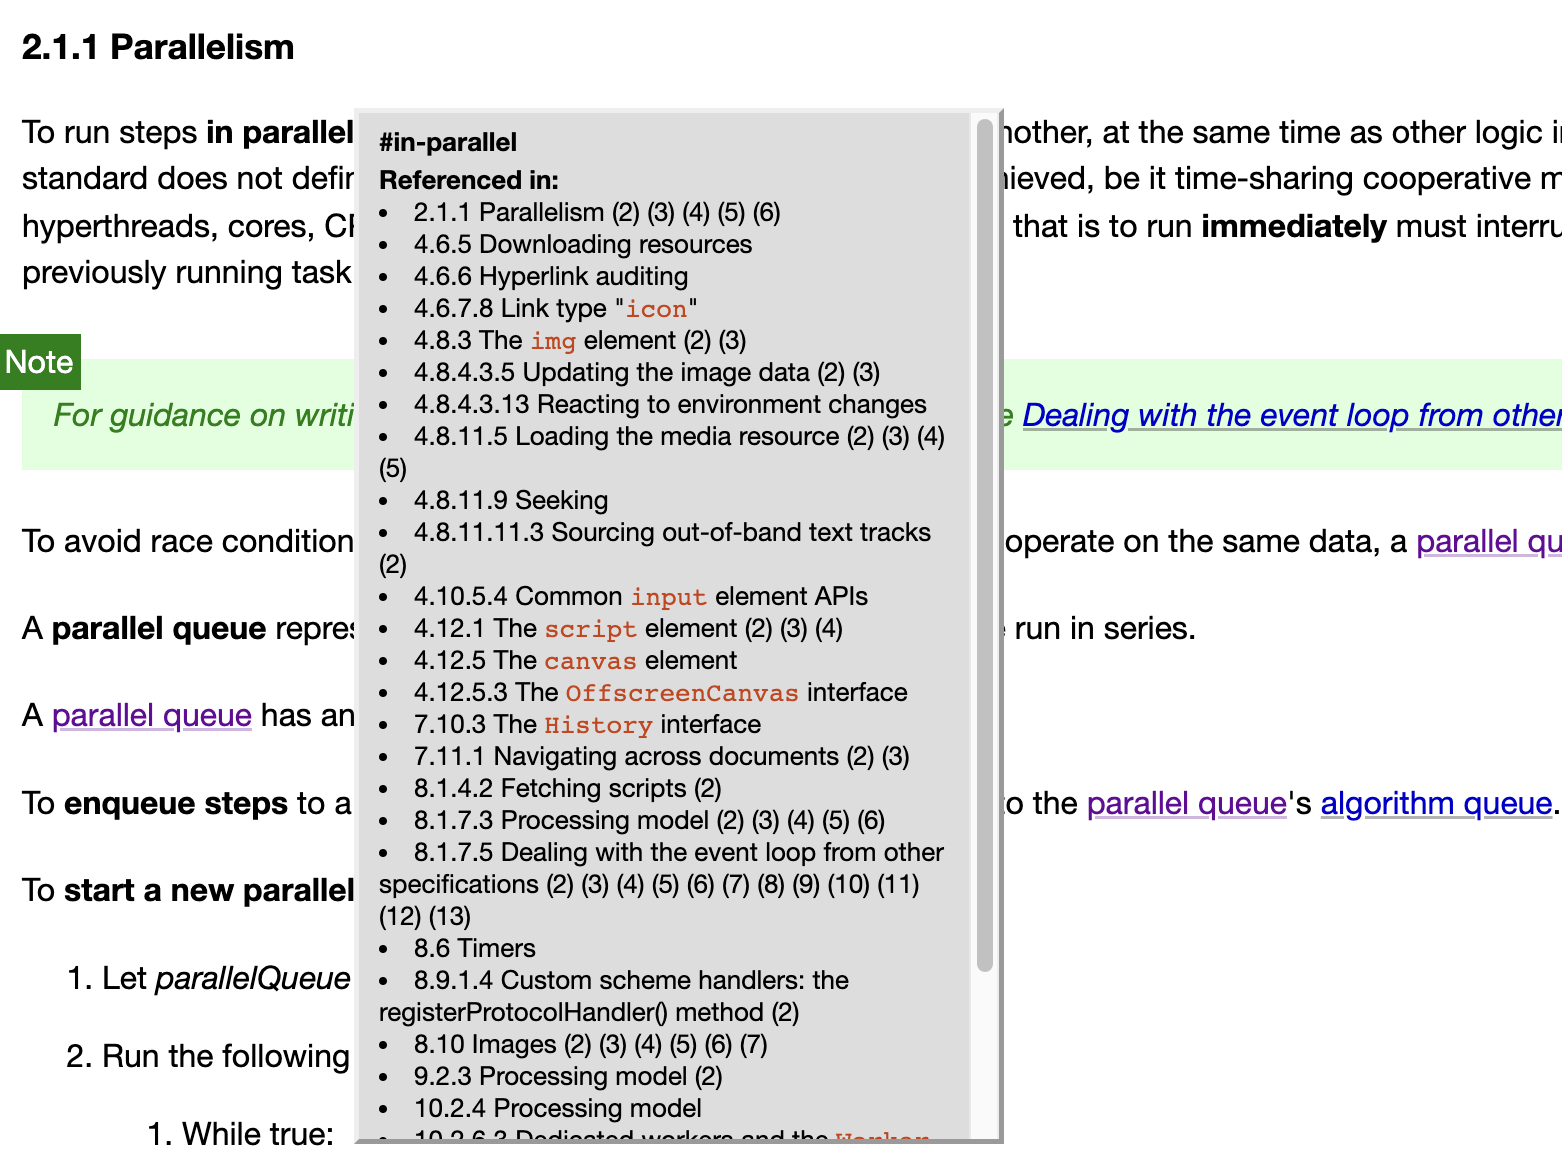 2.1.1 Parallelism
To run steps in parallel
another, at the same time as other logic in
standard does not defin
achieved, be it time-sharing cooperative m
hyperthreads, cores, CP
that is to run immediately must interru
previously running task
Note
For guidance on writi
Dealing with the event loop from other
To avoid race condition
operate on the same data, a parallel qu
A parallel queue repres
run in series.
A parallel queue has an
To enqueue steps to a
to the parallel queue's algorithm queue.
To start a new parallel
1. Let parallelQueue
2. Run the following
1. While true:
#in-parallel
Referenced in:
• 2.1.1 Parallelism (2) (3) (4) (5) (6)
• 4.6.5 Downloading resources
• 4.6.6 Hyperlink auditing
• 4.6.7.8 Link type "icon"
• 4.8.3 The img element (2) (3)
• 4.8.4.3.5 Updating the image data (2) (3)
• 4.8.4.3.13 Reacting to environment changes
• 4.8.11.5 Loading the media resource (2) (3) (4)
(5)
• 4.8.11.9 Seeking
• 4.8.11.11.3 Sourcing out-of-band text tracks
(2)
• 4.10.5.4 Common input element APIs
• 4.12.1 The script element (2) (3) (4)
• 4.12.5 The canvas element
• 4.12.5.3 The OffscreenCanvas interface
• 7.10.3 The History interface
• 7.11.1 Navigating across documents (2) (3)
• 8.1.4.2 Fetching scripts (2)
• 8.1.7.3 Processing model (2) (3) (4) (5) (6)
• 8.1.7.5 Dealing with the event loop from other
specifications (2) (3) (4) (5) (6) (7) (8) (9) (10) (11)
(12) (13)
• 8.6 Timers
• 8.9.1.4 Custom scheme handlers: the
registerProtocolHandler() method (2)
• 8.10 Images (2) (3) (4) (5) (6) (7)
• 9.2.3 Processing model (2)
• 10.2.4 Processing model
• 10.2.6.3 Dedicated workers and the Worker